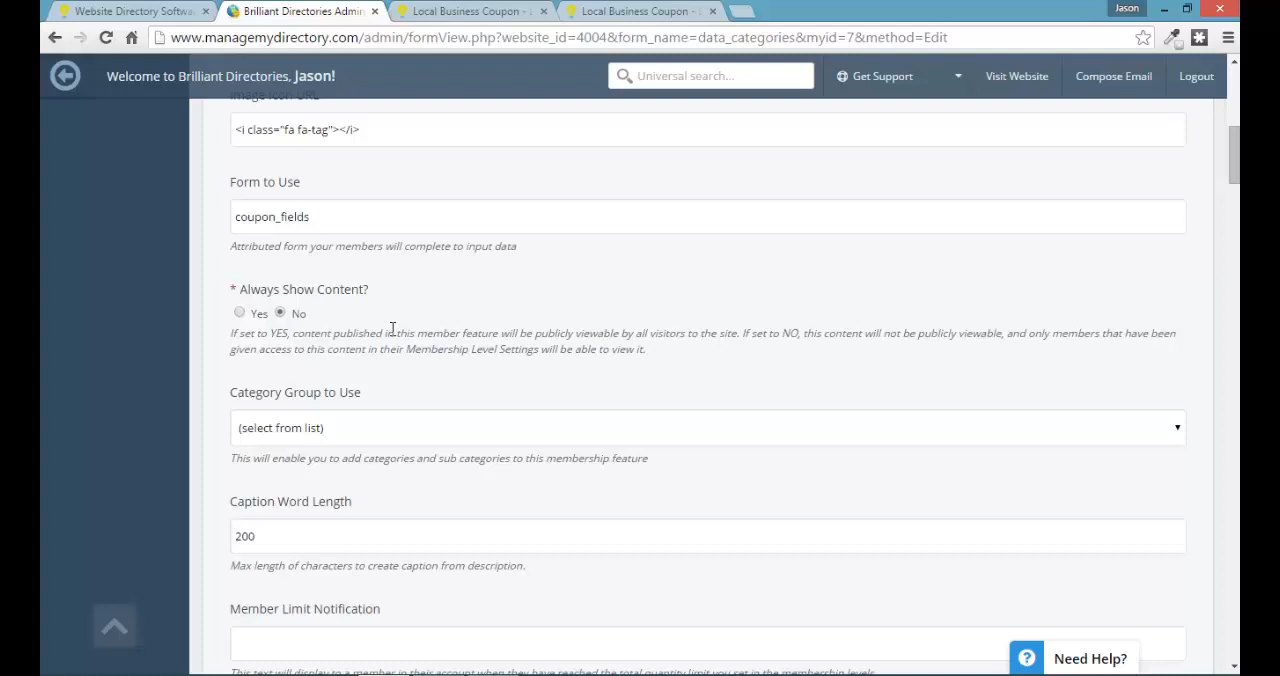 Website Directory Softwa
Brilliant Directories Admin
Local Business Coupon -
Local Business Coupon -
Jason
www.managemydirectory.com/admin/formView.php?website_id=4004&form_name=data_categories&myid=7&method=Edit
Welcome to Brilliant Directories, Jason!
Universal search...
Get Support
Visit Website
Compose Email
Logout
Image Icon URL
<i class="fa fa-tag"></i>
Form to Use
coupon_fields
Attributed form your members will complete to input data
* Always Show Content?
Yes No
If set to YES, content published in this member feature will be publicly viewable by all visitors to the site. If set to NO, this content will not be publicly viewable, and only members that have been
given access to this content in their Membership Level Settings will be able to view it.
Category Group to Use
(select from list)
This will enable you to add categories and sub categories to this membership feature
Caption Word Length
200
Max length of characters to create caption from description.
Member Limit Notification
This text will display to a member in their account when they have reached the total quantity limit you set in the membership levels
Need Help?